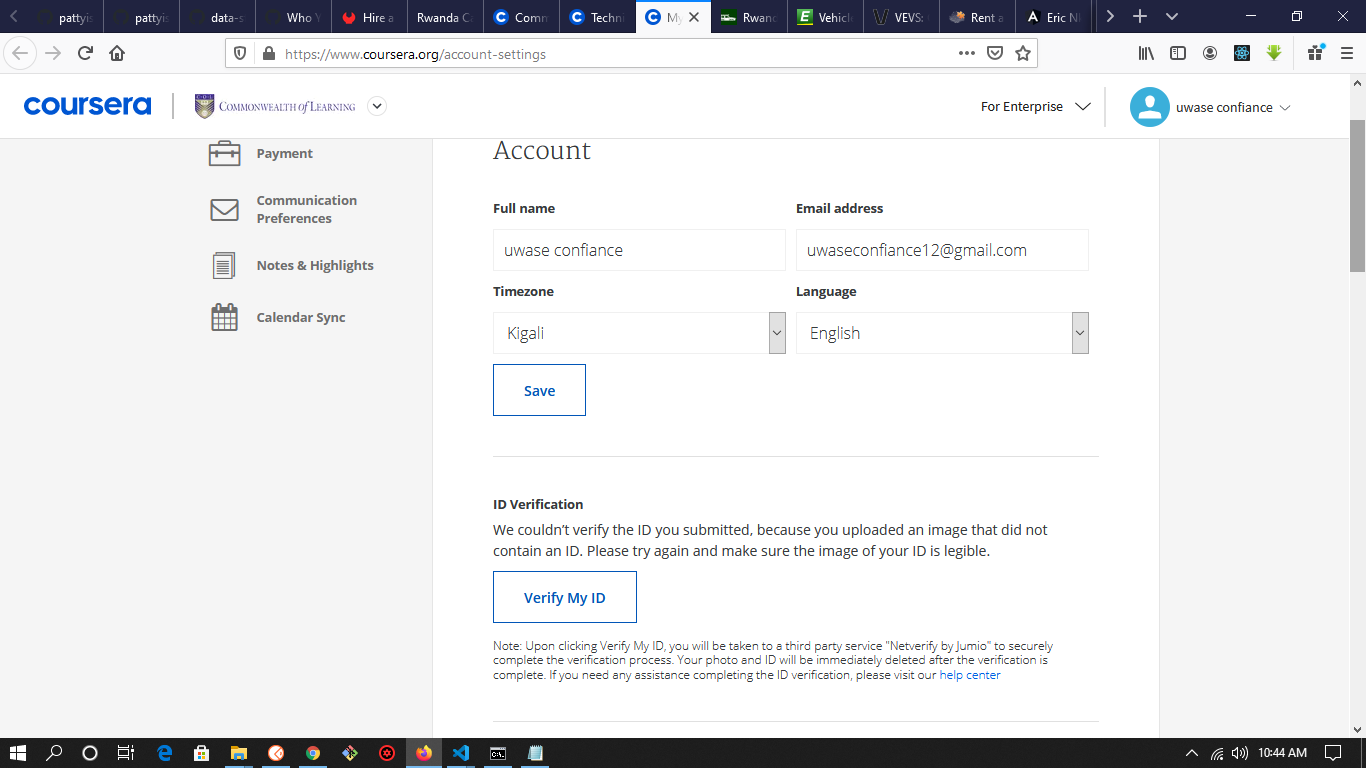 pattyis
pattyis
data-s
Who Y
Hire a
Rwanda Ca
Comm
Techni
My
Rwand
Vehicle
VEVS:
Rent a
Eric N
https://www.coursera.org/account-settings
coursera
COMMONWEALTH of LEARNING
For Enterprise
uwase confiance
Payment
Communication
Preferences
Notes & Highlights
Calendar Sync
Account
Full name
Email address
uwase confiance
uwaseconfiance12@gmail.com
Timezone
Language
Kigali
English
Save
ID Verification
We couldn’t verify the ID you submitted, because you uploaded an image that did not
contain an ID. Please try again and make sure the image of your ID is legible.
Verify My ID
Note: Upon clicking Verify My ID, you will be taken to a third party service "Netverify by Jumio" to securely
complete the verification process. Your photo and ID will be immediately deleted after the verification is
complete. If you need any assistance completing the ID verification, please visit our help center
10:44 AM